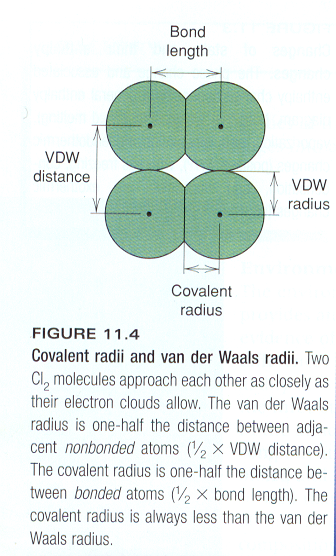 Bond
length
VDW
distance
VDW
radius
Covalent
radius
FIGURE 11.4
Covalent radii and van der Waals radii. Two
Cl₂ molecules approach each other as closely as
their electron clouds allow. The van der Waals
radius is one-half the distance between adja-
cent nonbonded atoms (½ × VDW distance).
The covalent radius is one-half the distance be-
tween bonded atoms (½ × bond length). The
covalent radius is always less than the van der
Waals radius.